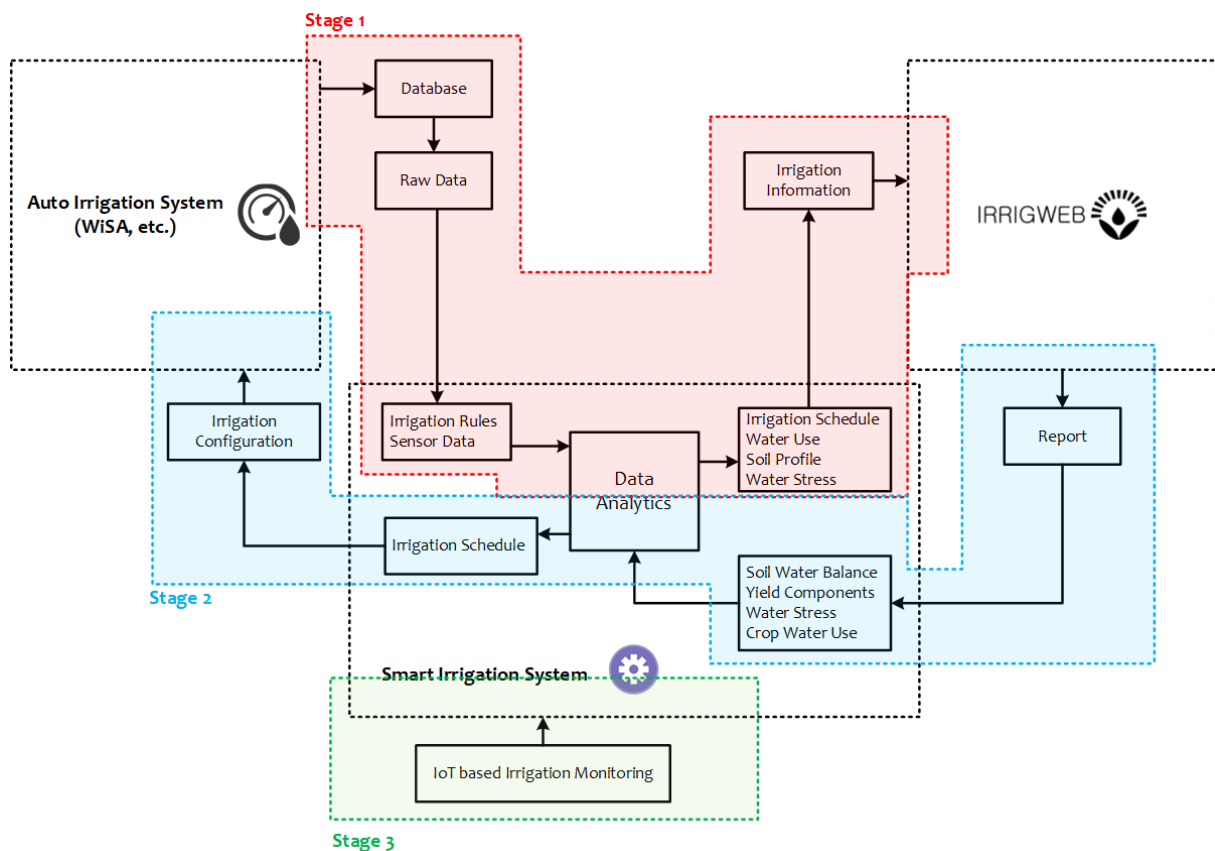 Stage 1
Database
Raw Data
Irrigation
Information
Auto Irrigation System
(WiSA, etc.)
IRRIGWEB
Irrigation
Configuration
Irrigation Rules
Sensor Data
Data
Analytics
Irrigation Schedule
Water Use
Soil Profile
Water Stress
Report
Irrigation Schedule
Stage 2
Soil Water Balance
Yield Components
Water Stress
Crop Water Use
Smart Irrigation System
IoT based Irrigation Monitoring
Stage 3